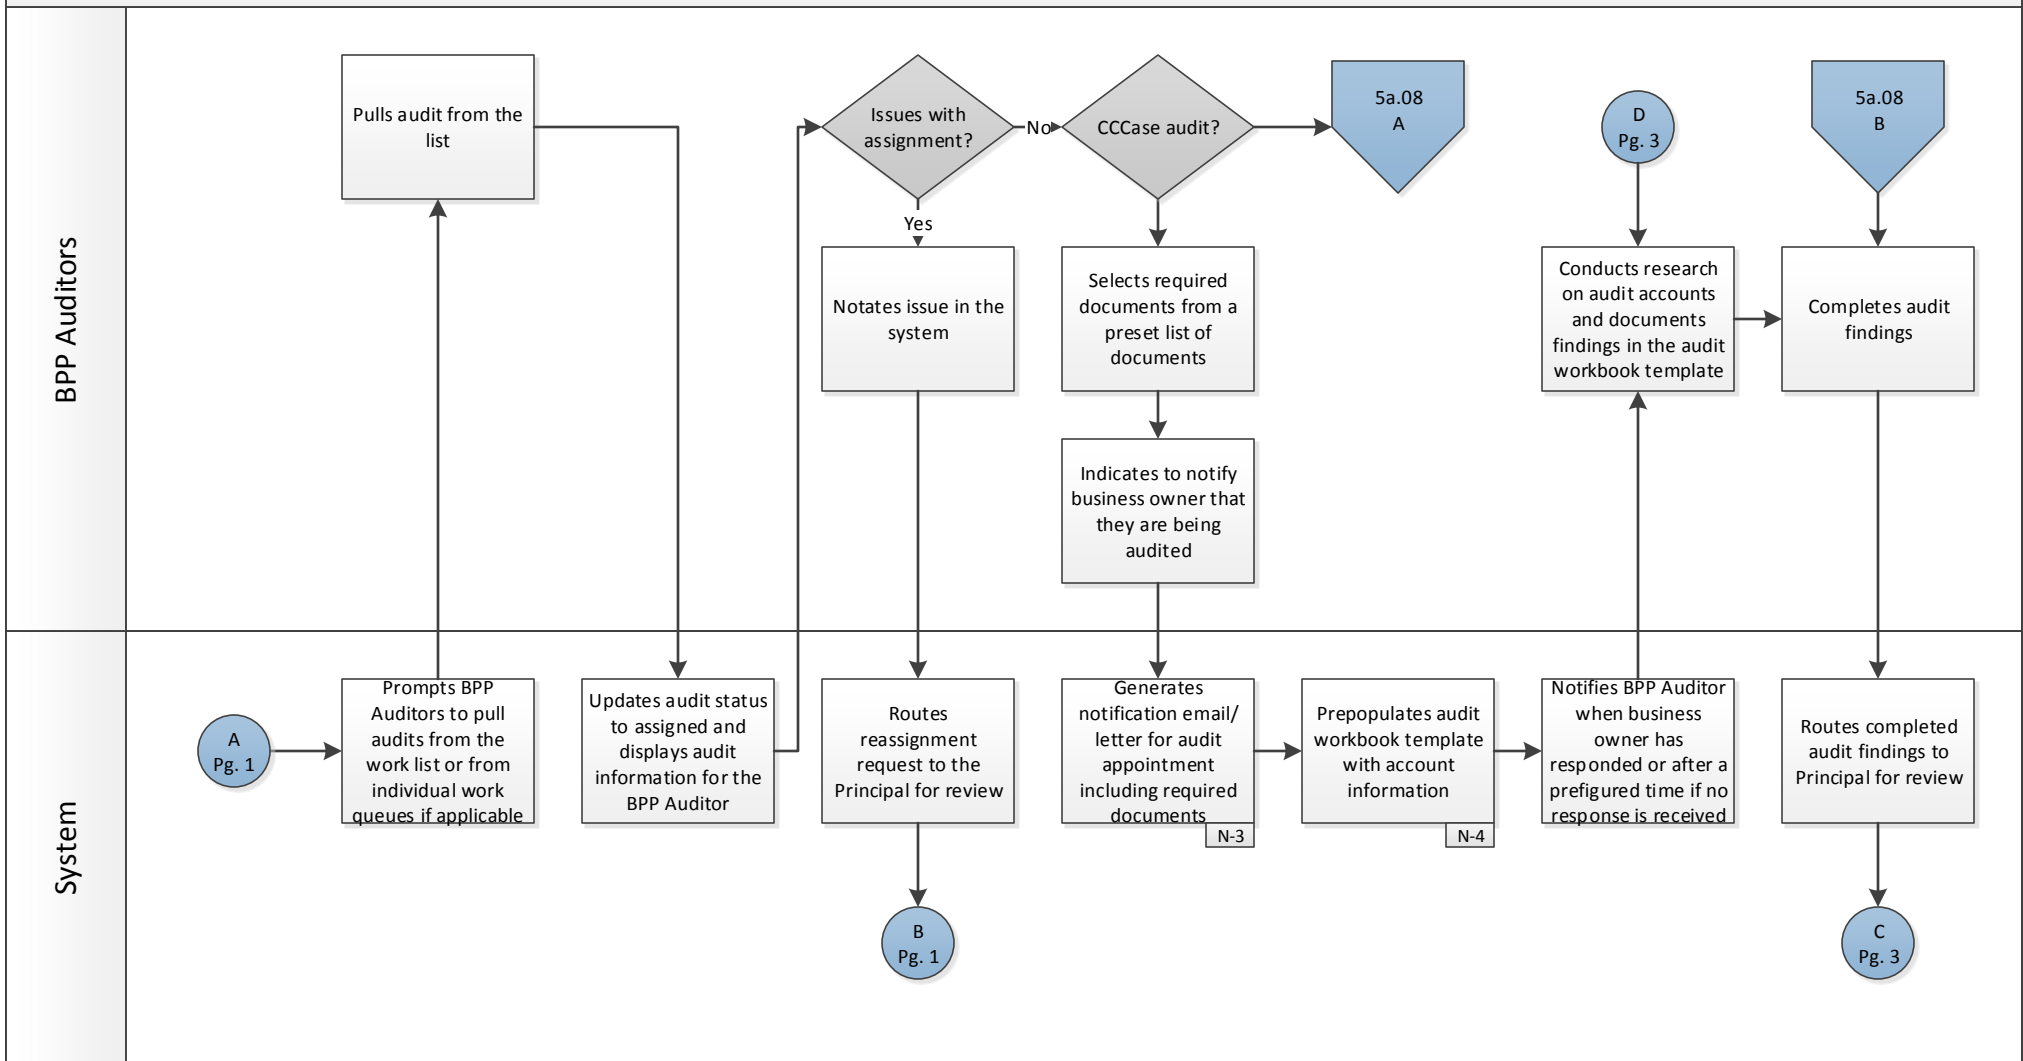 BPP Auditors
Pulls audit from the
list
Issues with
assignment?
No
CCCase audit?
5a.08
A
D
Pg. 3
5a.08
B
Yes
Notates issue in the
system
Selects required
documents from a
preset list of
documents
Conducts research
on audit accounts
and documents
findings in the audit
workbook template
Completes audit
findings
Indicates to notify
business owner that
they are being
audited
System
A
Pg. 1
Prompts BPP
Auditors to pull
audits from the
work list or from
individual work
queues if applicable
Updates audit status
to assigned and
displays audit
information for the
BPP Auditor
Routes
reassignment
request to the
Principal for review
Generates
notification email/
letter for audit
appointment
including required
documents
N-3
Prepopulates audit
workbook template
with account
information
N-4
Notifies BPP Auditor
when business
owner has
responded or after a
prefigured time if no
response is received
Routes completed
audit findings to
Principal for review
B
Pg. 1
C
Pg. 3